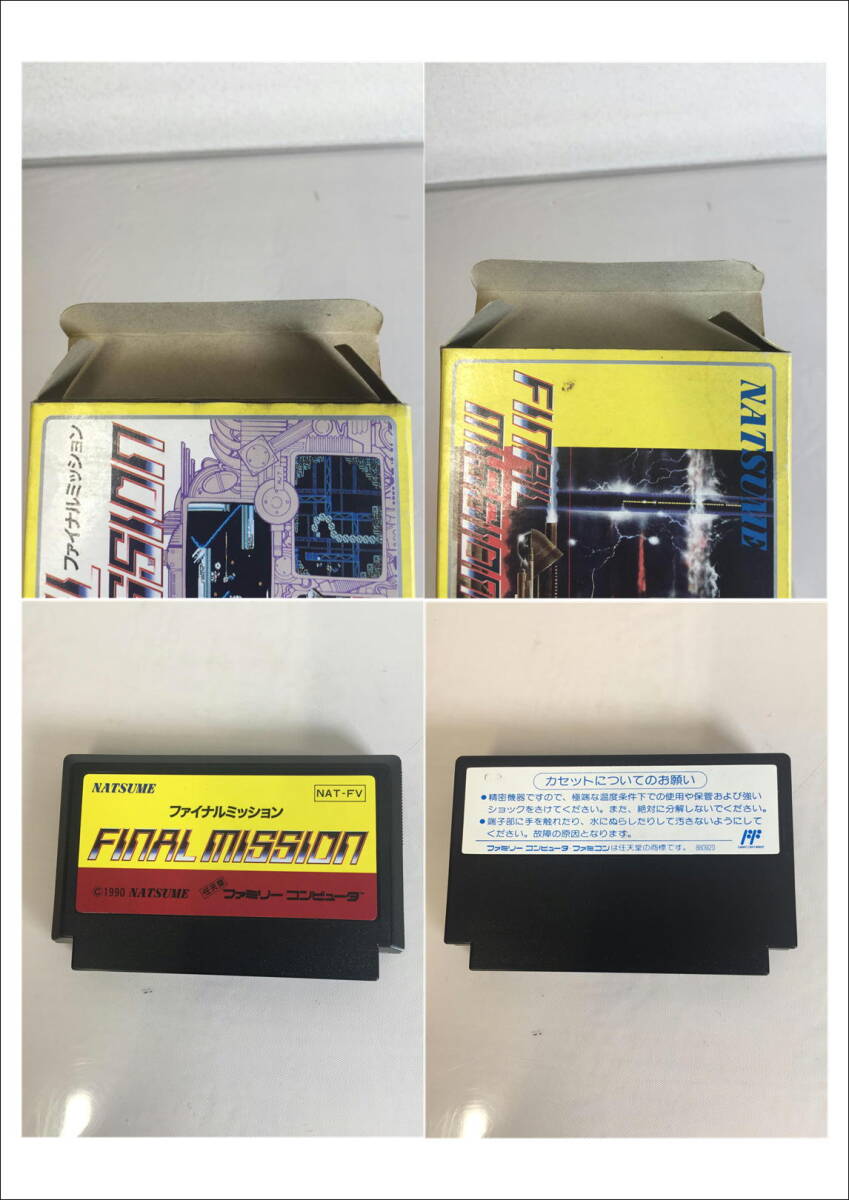 ファイナルミッション
NATSUME
FINAL
MISSION
NATSUME
NAT-FV
ファイナルミッション
FINAL MISSION
©1990 NATSUME 任天堂 ファミリー コンピュータ™
カセットについてのお願い
●精密機器ですので、極端な温度条件下での使用や保管および強い
ショックをさけてください。また、絶対に分解しないでください。
●端子部に手を触れたり、水にぬらしたりして汚さないようにして
ください。故障の原因となります。
ファミリー コンピュータ・ファミコンは任天堂の商標です。 860920